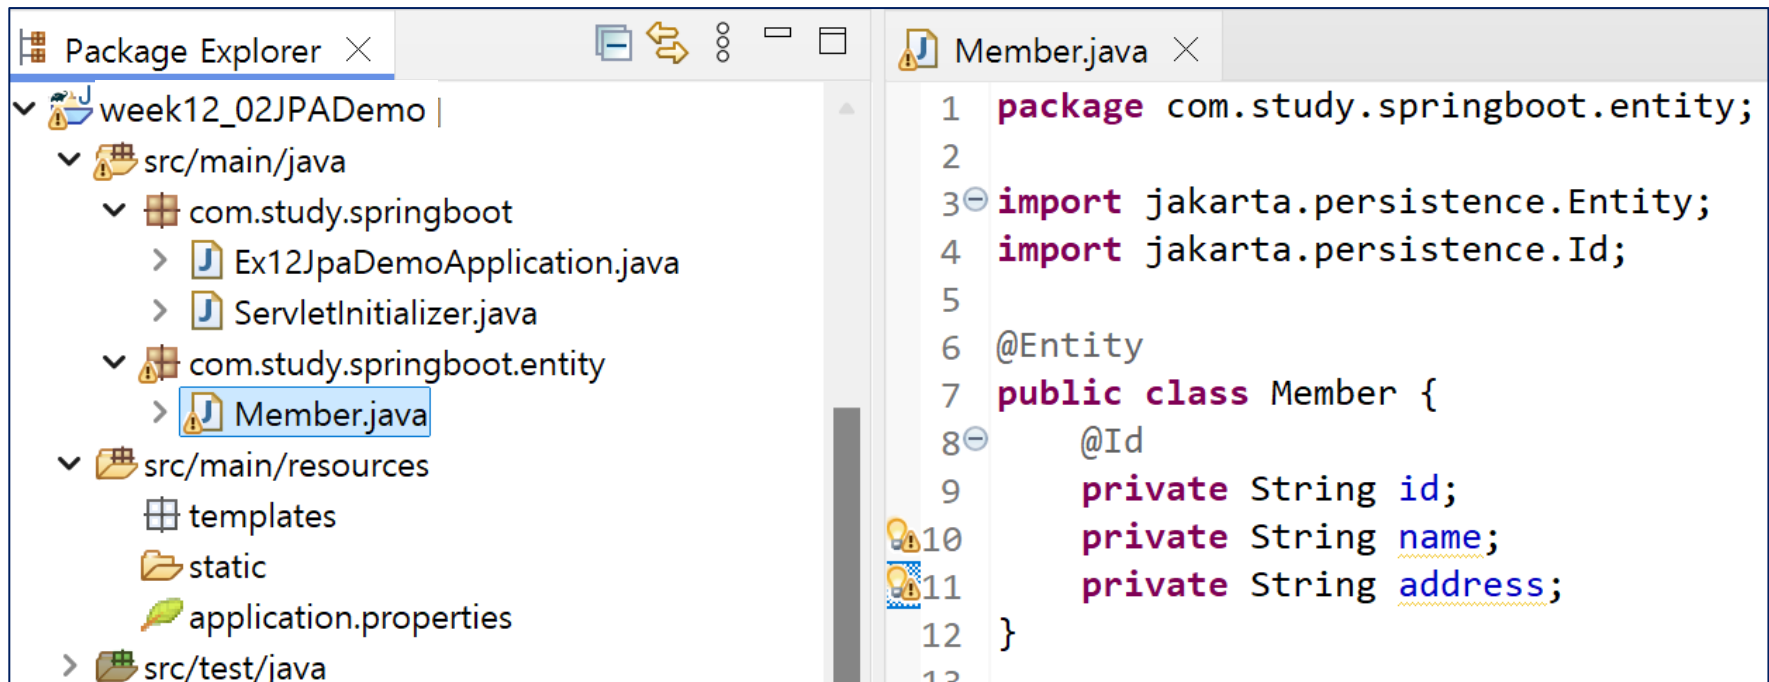 Package Explorer
week12_02JPADemo
src/main/java
com.study.springboot
Ex12JpaDemoApplication.java
ServletInitializer.java
com.study.springboot.entity
Member.java
src/main/resources
templates
static
application.properties
src/test/java
Member.java
1 package com.study.springboot.entity;
2
3 import jakarta.persistence.Entity;
4 import jakarta.persistence.Id;
5
6 @Entity
7 public class Member {
8 @Id
9 private String id;
10 private String name;
11 private String address;
12 }
13